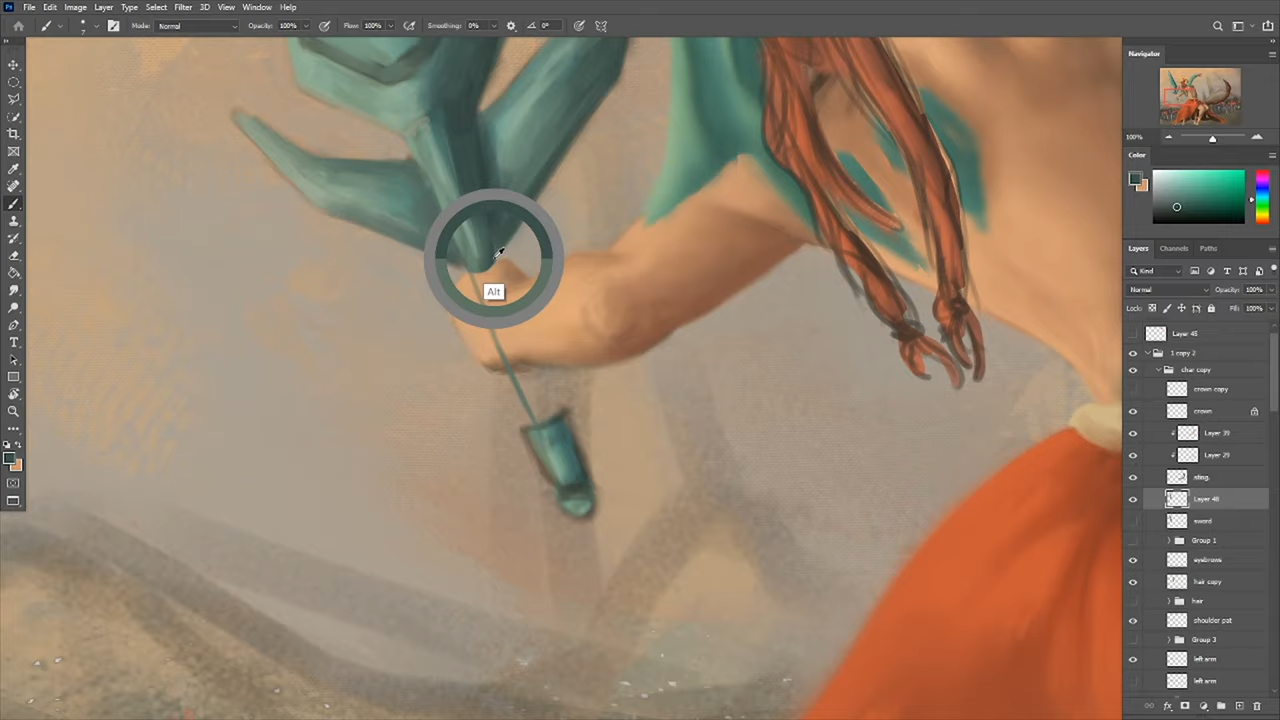 Ps File Edit Image Layer Type Select Filter 3D View Window Help
Mode: Normal Opacity: 100% Flow: 100% Smoothing: 0% 0°
7
Navigator
100%
Color
Layers Channels Paths
Kind
Normal Opacity: 100%
Lock: Fill: 100%
Layer 45
1 copy 2
char copy
crown copy
crown
Layer 39
Layer 29
sting.
Layer 48
sword
Group 1
eyebrows
hair copy
hair
shoulder pat
Group 3
left arm
left arm
Alt
T
fx